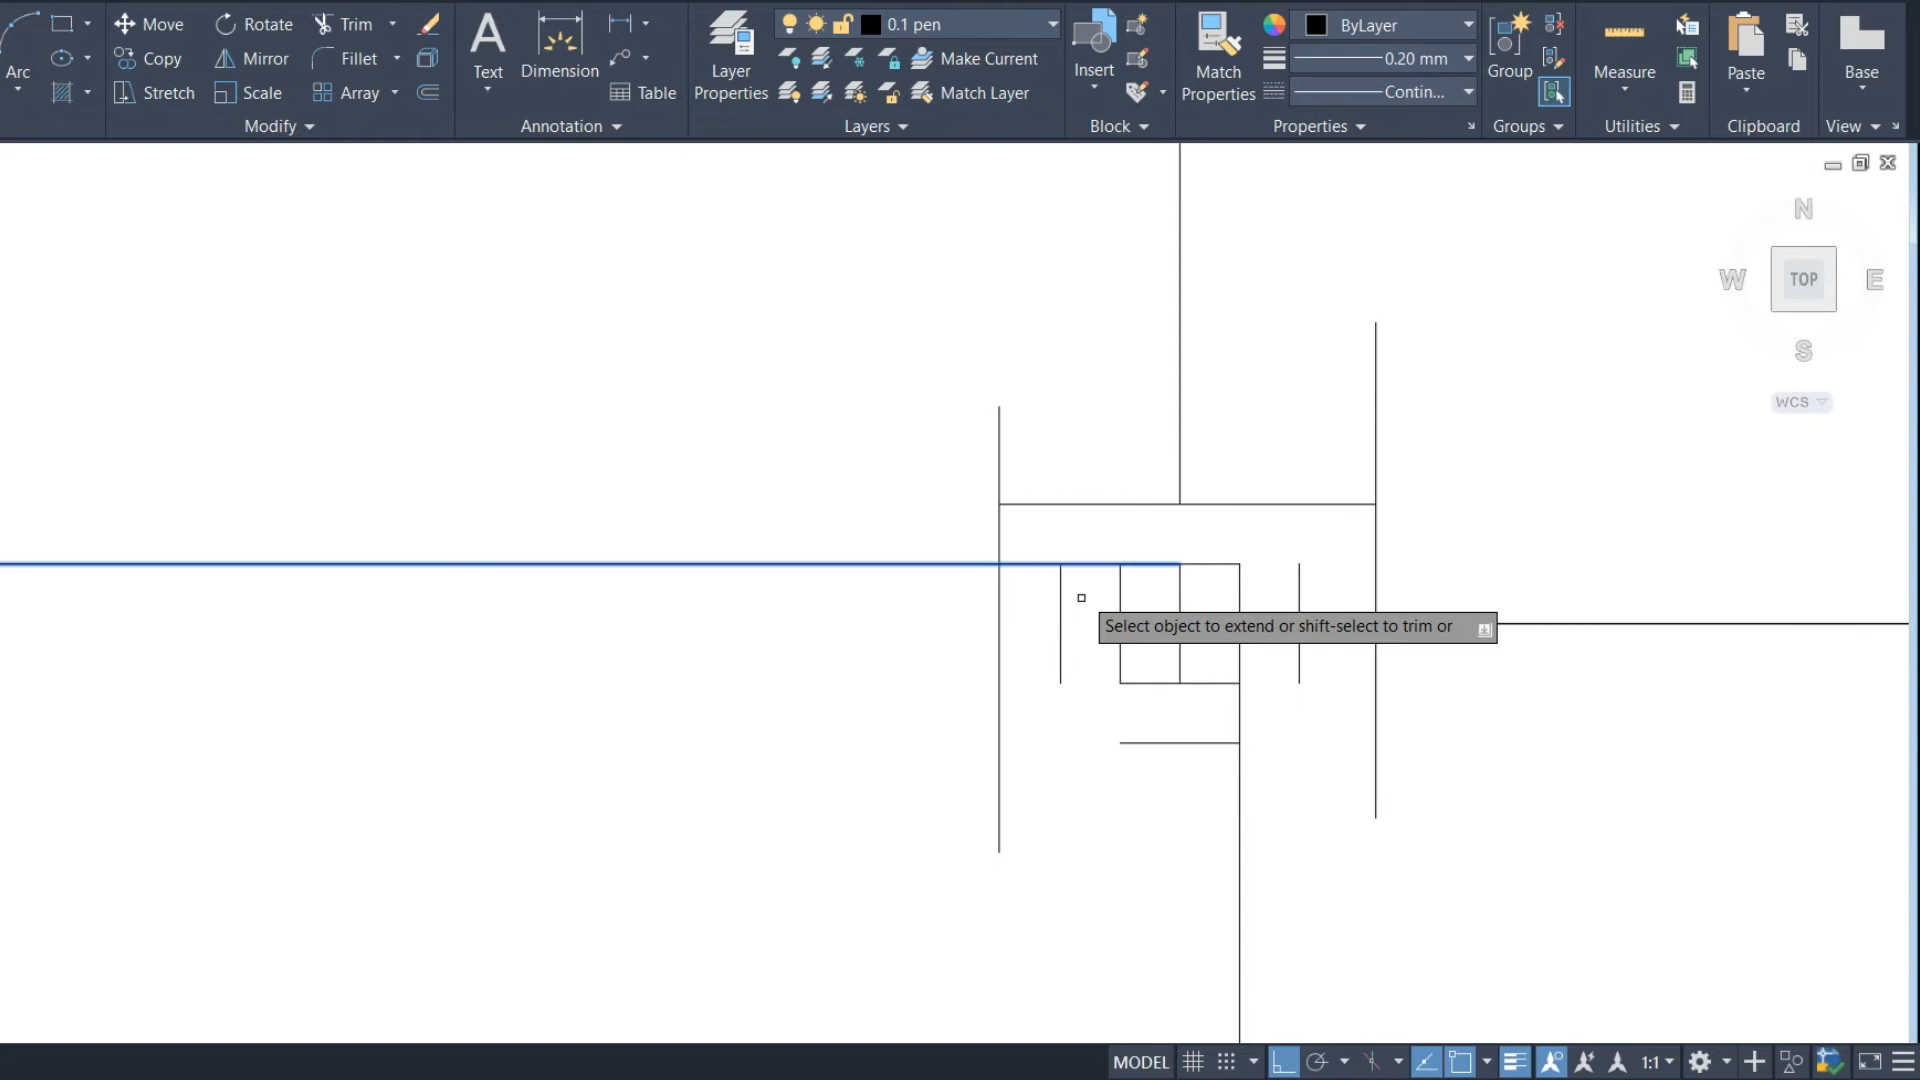 Move Rotate Trim 0.1 pen ByLayer
Arc Copy Mirror Fillet Text Dimension Layer Properties Make Current Insert Match Properties 0.20 mm Group Measure Paste Base
Stretch Scale Array Table Match Layer Contin...
Modify Annotation Layers Block Properties Groups Utilities Clipboard View
N
W TOP E
S
WCS
Select object to extend or shift-select to trim or
MODEL 1:1